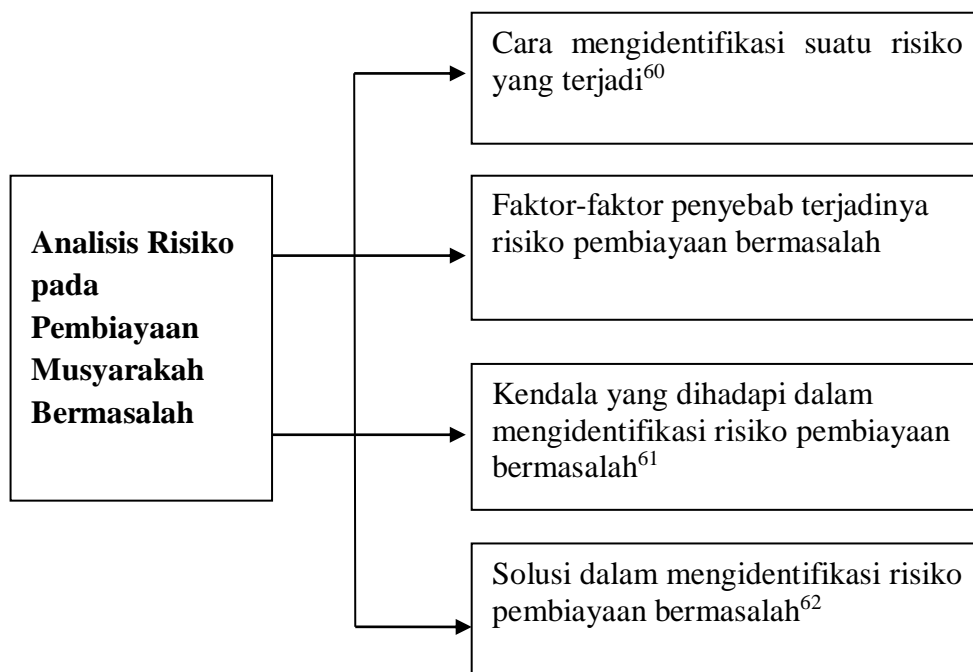 Cara mengidentifikasi suatu risiko
yang terjadi⁶⁰
Analisis Risiko
pada
Pembiayaan
Musyarakah
Bermasalah
Faktor-faktor penyebab terjadinya
risiko pembiayaan bermasalah
Kendala yang dihadapi dalam
mengidentifikasi risiko pembiayaan
bermasalah⁶¹
Solusi dalam mengidentifikasi risiko
pembiayaan bermasalah⁶²